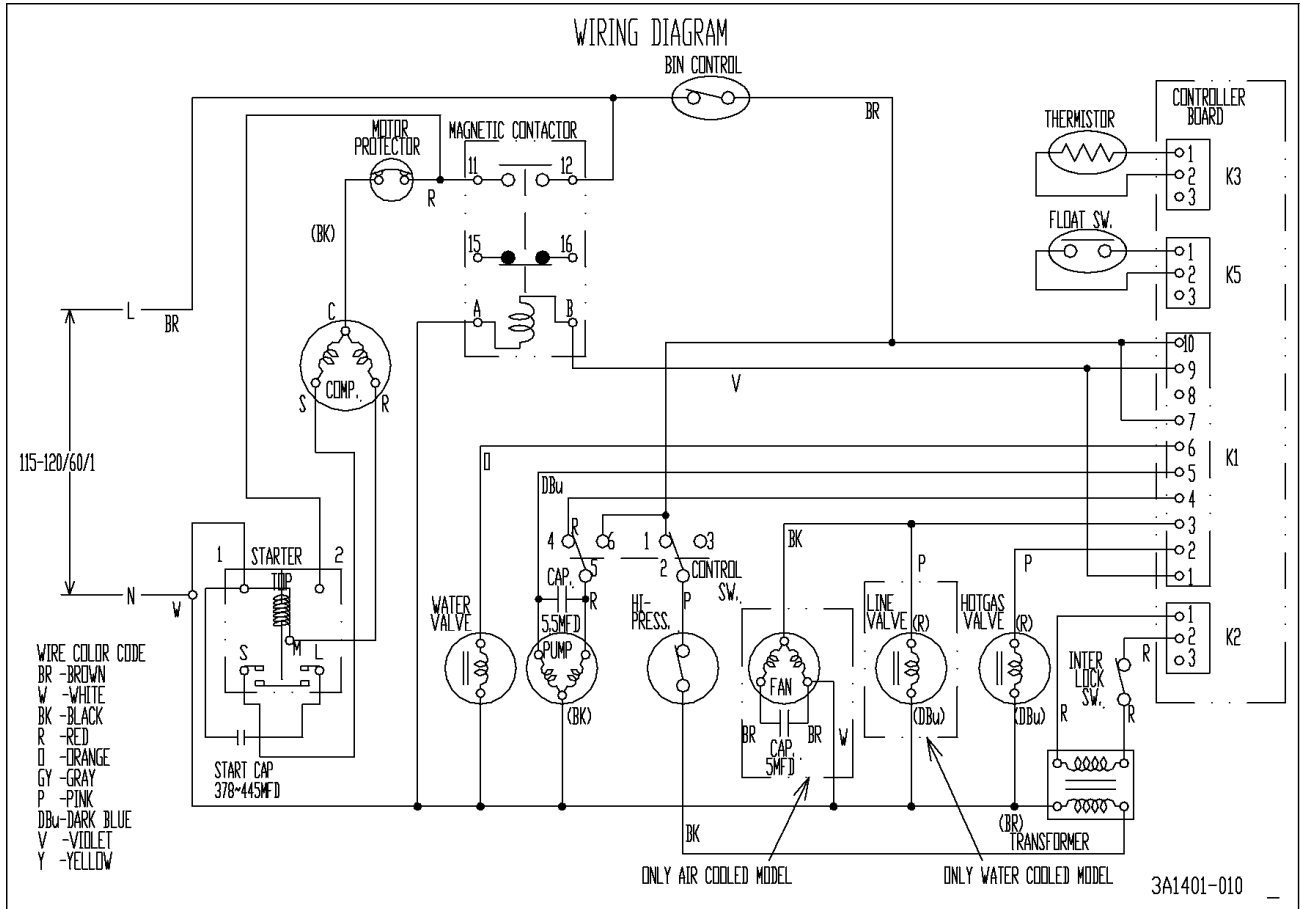 WIRING DIAGRAM
BIN CONTROL
BR
CONTROLLER
BOARD
THERMISTOR
1
2
3
K3
MOTOR
PROTECTOR
MAGNETIC CONTACTOR
11
12
R
(BK)
15
16
FLOAT SW.
1
2
3
K5
A
B
L
BR
C
COMP.
S
R
V
10
9
8
7
6
5
4
3
2
1
K1
115-120/60/1
O
DBu
R
4
6
5
1
3
2
CONTROL
SW.
BK
P
P
1
STARTER
2
TOP
M
S
L
N
W
CAP.
5.5MFD
R
HI-
PRESS.
P
WATER
VALVE
PUMP
(BK)
FAN
BR
BR
CAP.
5MFD
W
LINE
VALVE
(R)
(DBu)
HOTGAS
VALVE
(R)
(DBu)
INTER
LOCK
SW.
R
R
R
1
2
3
K2
START CAP
378~445MFD
WIRE COLOR CODE
BR -BROWN
W -WHITE
BK -BLACK
R -RED
O -ORANGE
GY -GRAY
P -PINK
DBu-DARK BLUE
V -VIOLET
Y -YELLOW
BK
(BR)
TRANSFORMER
ONLY AIR COOLED MODEL
ONLY WATER COOLED MODEL
3A1401-010